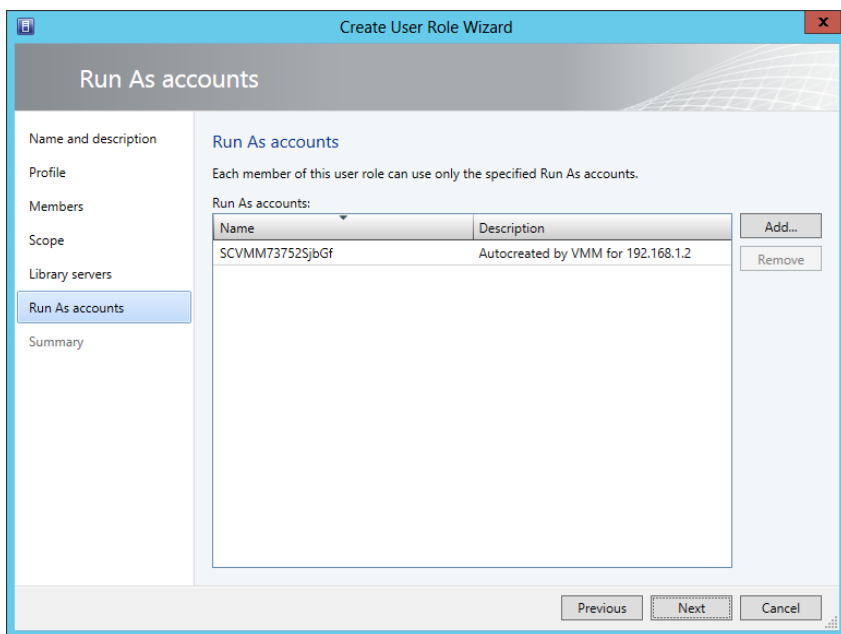 Create User Role Wizard
x
Run As accounts
Name and description
Profile
Members
Scope
Library servers
Run As accounts
Summary
Run As accounts
Each member of this user role can use only the specified Run As accounts.
Run As accounts:
Name Description
SCVMM73752SjbGf Autocreated by VMM for 192.168.1.2
Add...
Remove
Previous Next Cancel